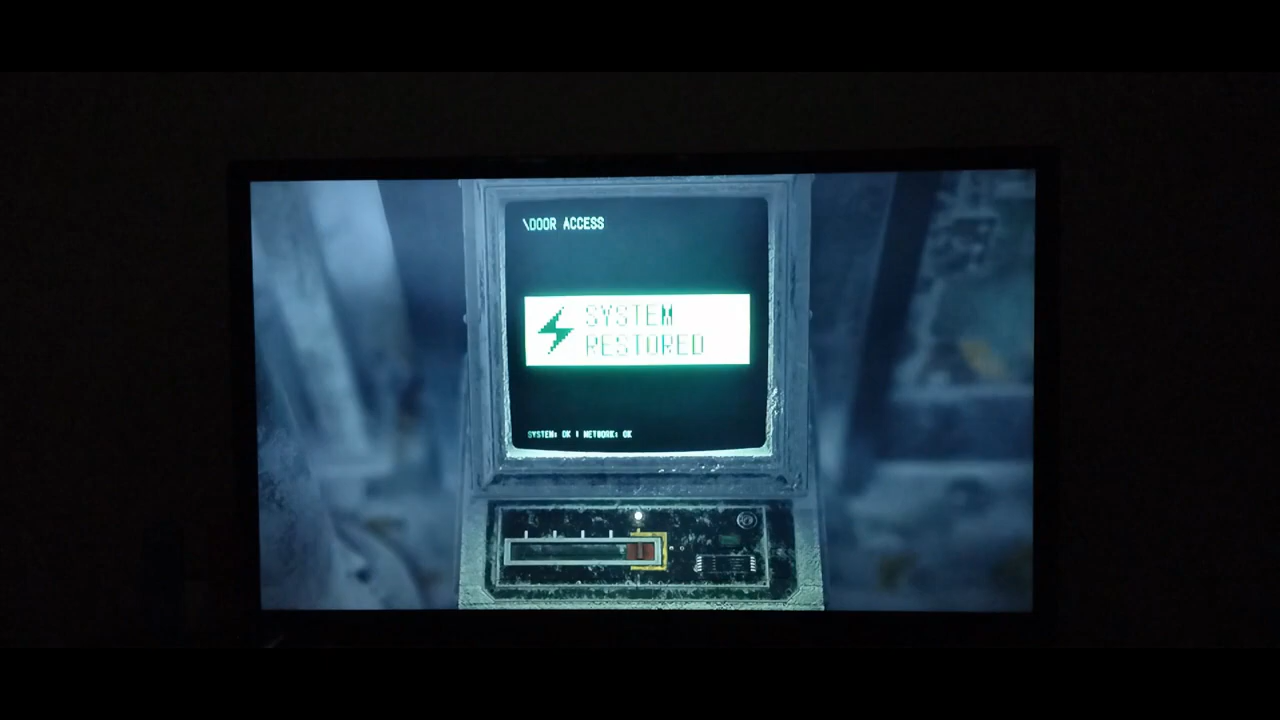 \DOOR ACCESS
SYSTEM
RESTORED
SYSTEM: OK | NETWORK: OK